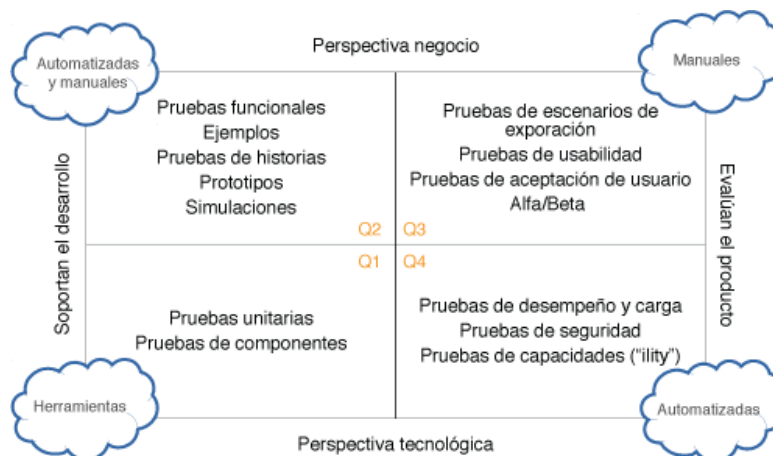 Perspectiva negocio
Automatizadas
y manuales
Manuales
Pruebas funcionales
Ejemplos
Pruebas de historias
Prototipos
Simulaciones
Pruebas de escenarios de
exporación
Pruebas de usabilidad
Pruebas de aceptación de usuario
Alfa/Beta
Soportan el desarrollo
Evalúan el producto
Q2
Q3
Q1
Q4
Pruebas unitarias
Pruebas de componentes
Pruebas de desempeño y carga
Pruebas de seguridad
Pruebas de capacidades (“ility”)
Herramientas
Automatizadas
Perspectiva tecnológica